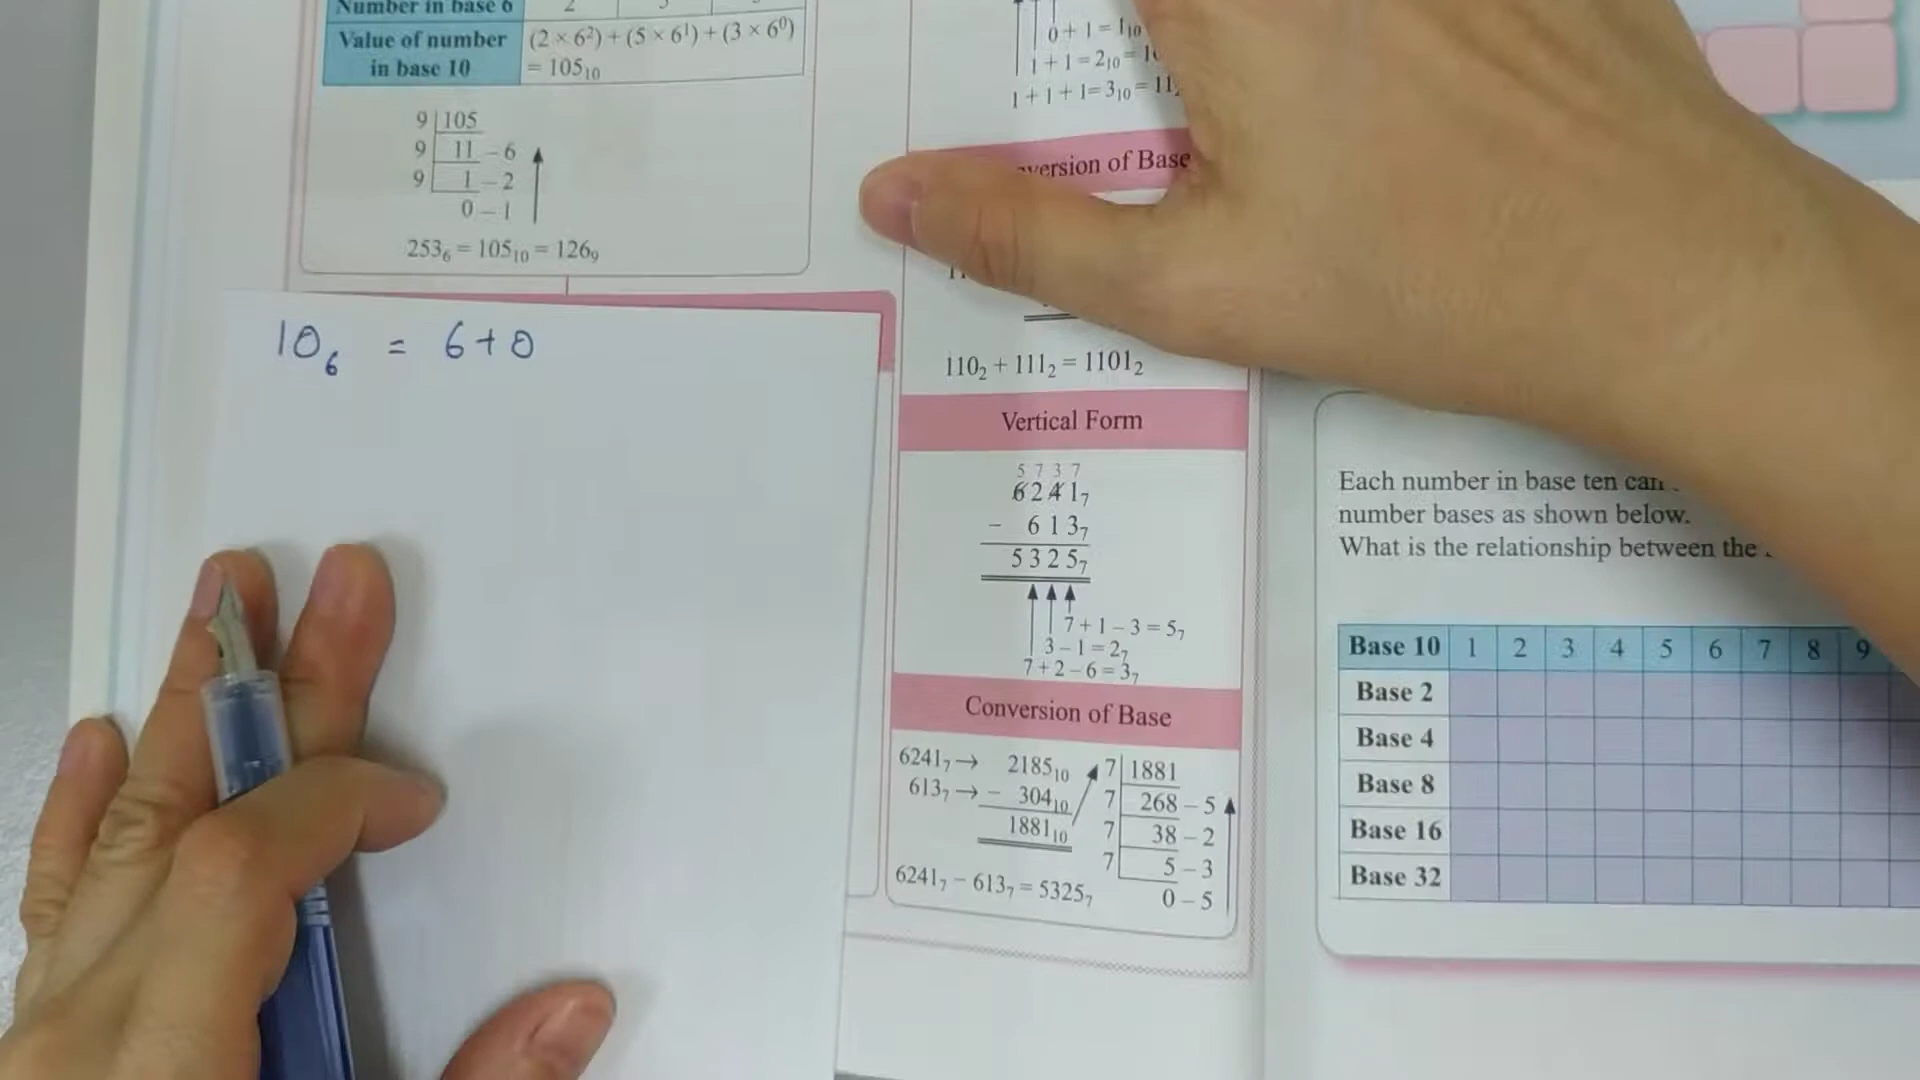 Number in base 6 2
Value of number in base 10 (2 × 6²) + (5 × 6¹) + (3 × 6⁰)
= 105₁₀
9 105
9 11 – 6
9 1 – 2
0 – 1
253₆ = 105₁₀ = 126₉
10₆ = 6+0
0 + 1 = 1₁₀
1 + 1 = 2₁₀ =
1 + 1 + 1 = 3₁₀ = 11
version of Base
110₂ + 111₂ = 1101₂
Vertical Form
5 7 3 7
6 2 4 1₇
– 6 1 3₇
5 3 2 5₇
7 + 1 – 3 = 5₇
3 – 1 = 2₇
7 + 2 – 6 = 3₇
Conversion of Base
6241₇ → 2185₁₀
613₇ → – 304₁₀
1881₁₀
7 1881
7 268 – 5
7 38 – 2
7 5 – 3
0 – 5
6241₇ – 613₇ = 5325₇
Each number in base ten can
number bases as shown below.
What is the relationship between the
Base 10 1 2 3 4 5 6 7 8 9
Base 2
Base 4
Base 8
Base 16
Base 32